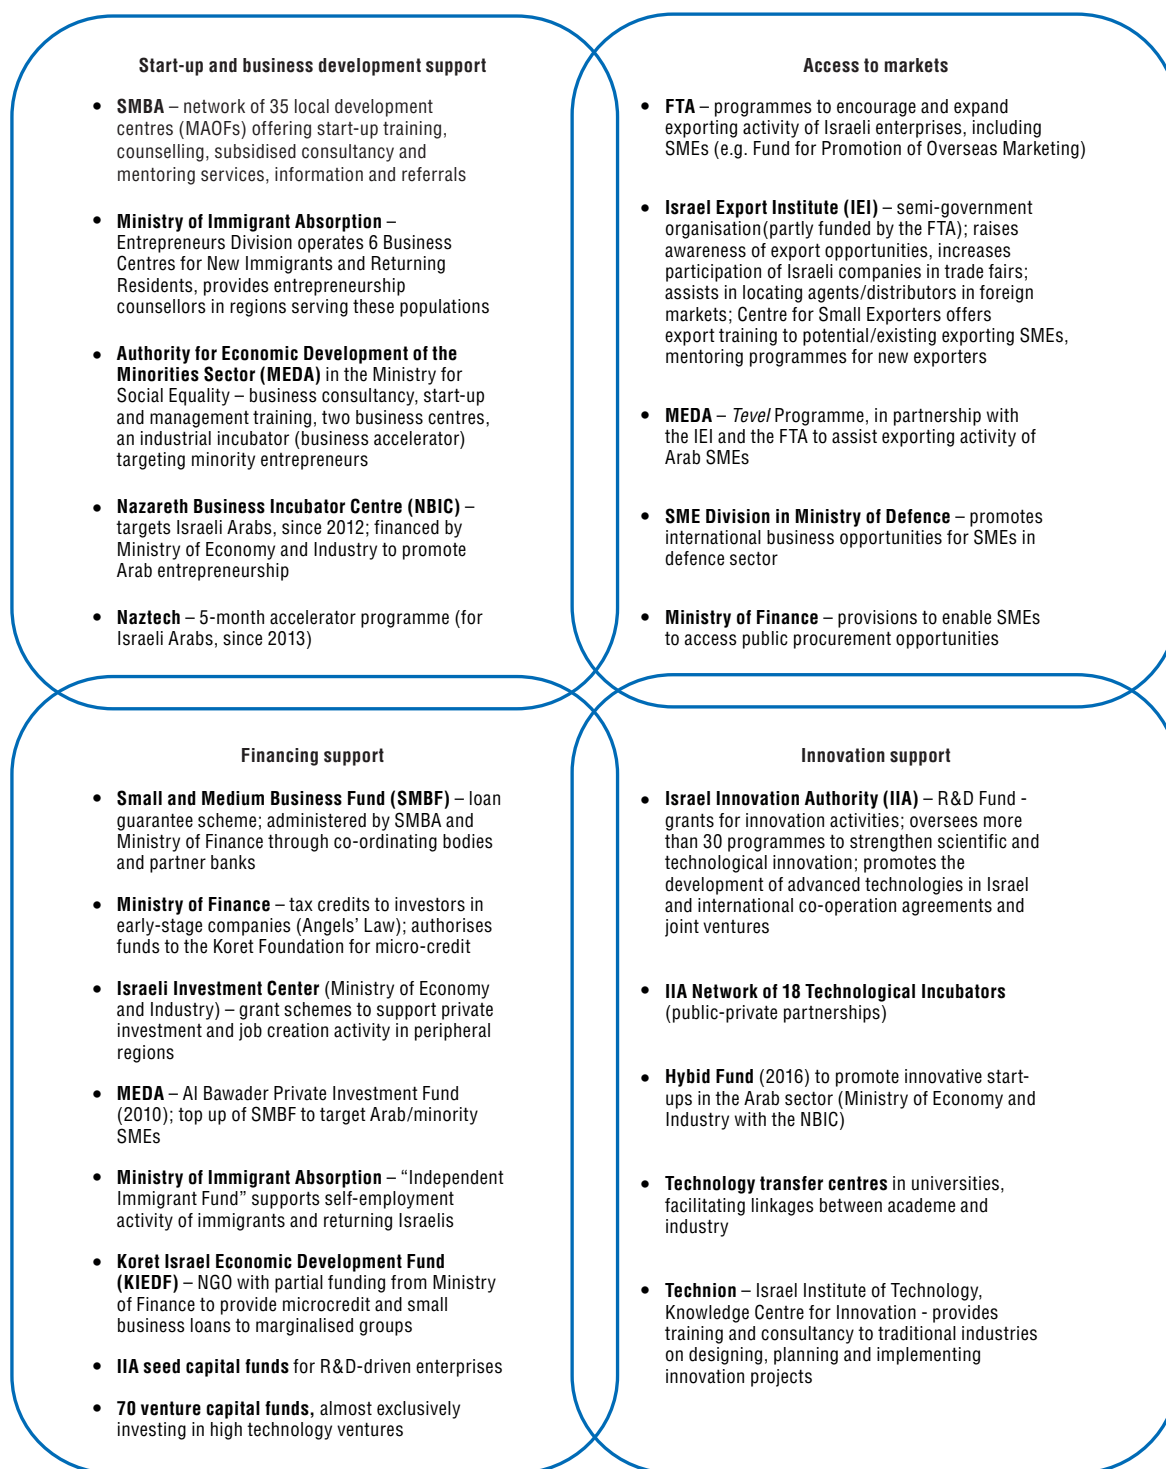 Start-up and business development support
• SMBA – network of 35 local development
centres (MAOFs) offering start-up training,
counselling, subsidised consultancy and
mentoring services, information and referrals
• Ministry of Immigrant Absorption –
Entrepreneurs Division operates 6 Business
Centres for New Immigrants and Returning
Residents, provides entrepreneurship
counsellors in regions serving these populations
• Authority for Economic Development of the
Minorities Sector (MEDA) in the Ministry for
Social Equality – business consultancy, start-up
and management training, two business centres,
an industrial incubator (business accelerator)
targeting minority entrepreneurs
• Nazareth Business Incubator Centre (NBIC) –
targets Israeli Arabs, since 2012; financed by
Ministry of Economy and Industry to promote
Arab entrepreneurship
• Naztech – 5-month accelerator programme (for
Israeli Arabs, since 2013)
Access to markets
• FTA – programmes to encourage and expand
exporting activity of Israeli enterprises, including
SMEs (e.g. Fund for Promotion of Overseas Marketing)
• Israel Export Institute (IEI) – semi-government
organisation(partly funded by the FTA); raises
awareness of export opportunities, increases
participation of Israeli companies in trade fairs;
assists in locating agents/distributors in foreign
markets; Centre for Small Exporters offers
export training to potential/existing exporting SMEs,
mentoring programmes for new exporters
• MEDA – Tevel Programme, in partnership with
the IEI and the FTA to assist exporting activity of
Arab SMEs
• SME Division in Ministry of Defence – promotes
international business opportunities for SMEs in
defence sector
• Ministry of Finance – provisions to enable SMEs
to access public procurement opportunities
Financing support
• Small and Medium Business Fund (SMBF) – loan
guarantee scheme; administered by SMBA and
Ministry of Finance through co-ordinating bodies
and partner banks
• Ministry of Finance – tax credits to investors in
early-stage companies (Angels' Law); authorises
funds to the Koret Foundation for micro-credit
• Israeli Investment Center (Ministry of Economy
and Industry) – grant schemes to support private
investment and job creation activity in peripheral
regions
• MEDA – Al Bawader Private Investment Fund
(2010); top up of SMBF to target Arab/minority
SMEs
• Ministry of Immigrant Absorption – “Independent
Immigrant Fund” supports self-employment
activity of immigrants and returning Israelis
• Koret Israel Economic Development Fund
(KIEDF) – NGO with partial funding from Ministry
of Finance to provide microcredit and small
business loans to marginalised groups
• IIA seed capital funds for R&D-driven enterprises
• 70 venture capital funds, almost exclusively
investing in high technology ventures
Innovation support
• Israel Innovation Authority (IIA) – R&D Fund -
grants for innovation activities; oversees more
than 30 programmes to strengthen scientific and
technological innovation; promotes the
development of advanced technologies in Israel
and international co-operation agreements and
joint ventures
• IIA Network of 18 Technological Incubators
(public-private partnerships)
• Hybid Fund (2016) to promote innovative start-
ups in the Arab sector (Ministry of Economy and
Industry with the NBIC)
• Technology transfer centres in universities,
facilitating linkages between academe and
industry
• Technion – Israel Institute of Technology,
Knowledge Centre for Innovation - provides
training and consultancy to traditional industries
on designing, planning and implementing
innovation projects